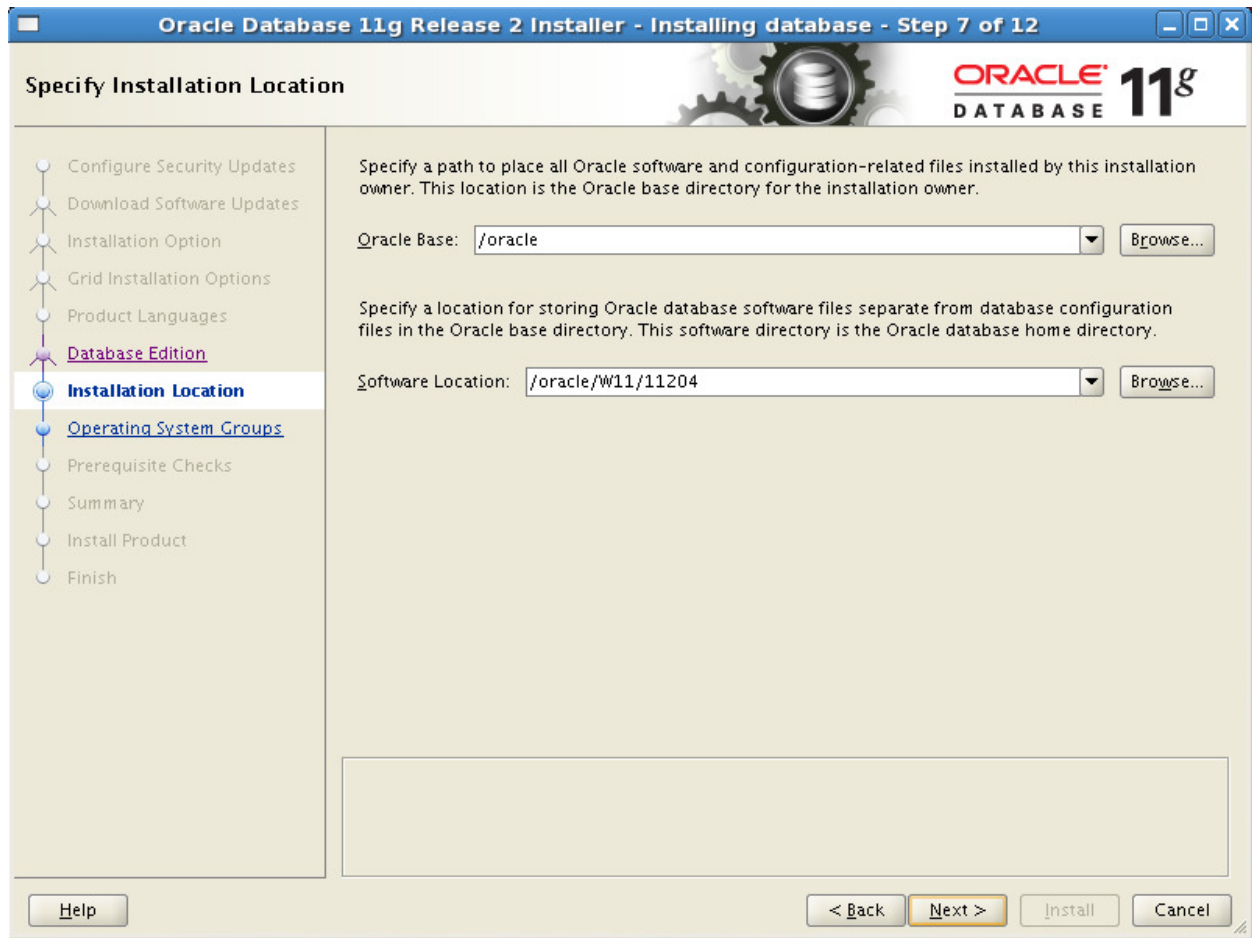 Oracle Database 11g Release 2 Installer - Installing database - Step 7 of 12
Specify Installation Location
ORACLE
DATABASE
11g
Configure Security Updates
Download Software Updates
Installation Option
Grid Installation Options
Product Languages
Database Edition
Installation Location
Operating System Groups
Prerequisite Checks
Summary
Install Product
Finish
Specify a path to place all Oracle software and configuration-related files installed by this installation
owner. This location is the Oracle base directory for the installation owner.
Oracle Base: /oracle Browse...
Specify a location for storing Oracle database software files separate from database configuration
files in the Oracle base directory. This software directory is the Oracle database home directory.
Software Location: /oracle/W11/11204 Browse...
Help < Back Next > Install Cancel